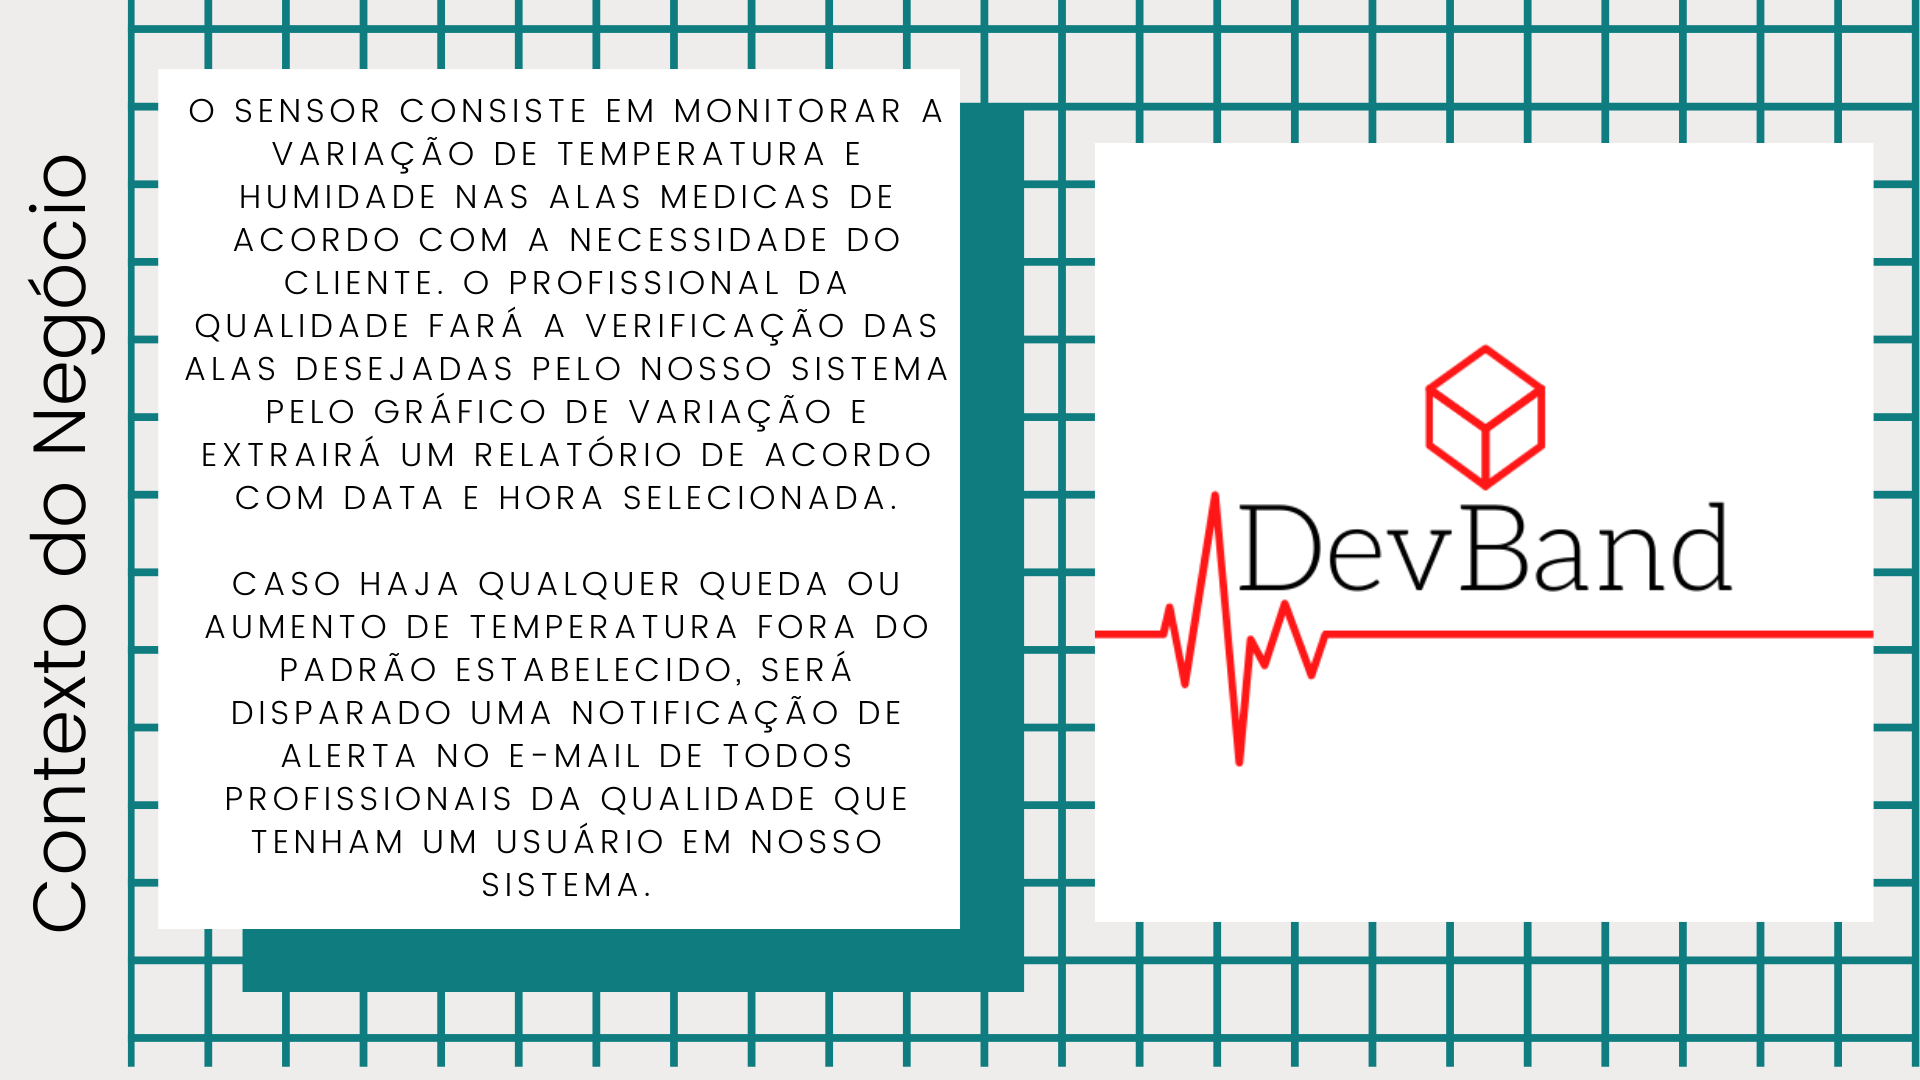 Contexto do Negócio
O SENSOR CONSISTE EM MONITORAR A
VARIAÇÃO DE TEMPERATURA E
HUMIDADE NAS ALAS MEDICAS DE
ACORDO COM A NECESSIDADE DO
CLIENTE. O PROFISSIONAL DA
QUALIDADE FARÁ A VERIFICAÇÃO DAS
ALAS DESEJADAS PELO NOSSO SISTEMA
PELO GRÁFICO DE VARIAÇÃO E
EXTRAIRÁ UM RELATÓRIO DE ACORDO
COM DATA E HORA SELECIONADA.
CASO HAJA QUALQUER QUEDA OU
AUMENTO DE TEMPERATURA FORA DO
PADRÃO ESTABELECIDO, SERÁ
DISPARADO UMA NOTIFICAÇÃO DE
ALERTA NO E-MAIL DE TODOS
PROFISSIONAIS DA QUALIDADE QUE
TENHAM UM USUÁRIO EM NOSSO
SISTEMA.
DevBand